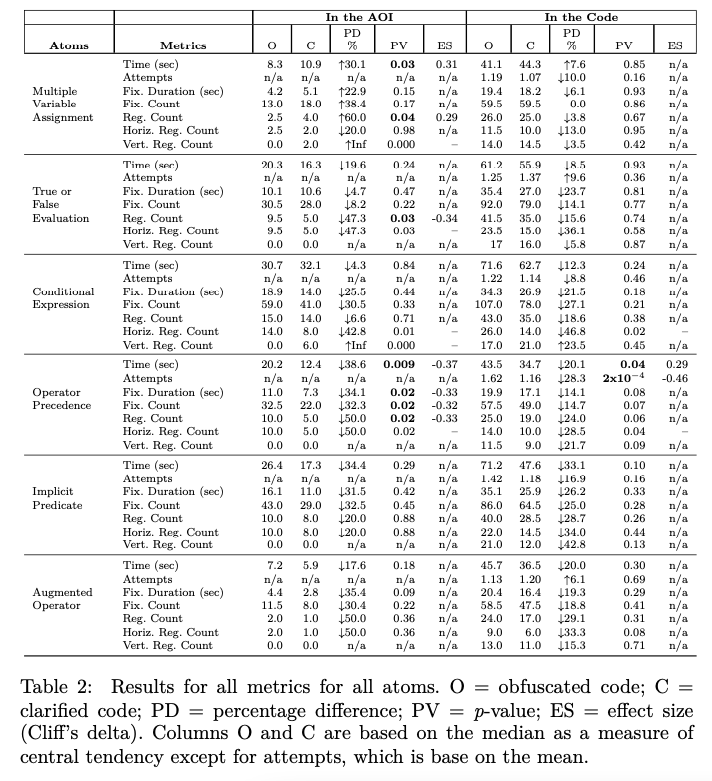 In the AOI In the Code
Atoms Metrics O C PD % PV ES O C PD % PV ES
Time (sec) 8.3 10.9 ↑30.1 0.03 0.31 41.1 44.3 ↑7.6 0.85 n/a
Attempts n/a n/a n/a n/a n/a 1.19 1.07 ↓10.0 0.16 n/a
Multiple Fix. Duration (sec) 4.2 5.1 ↑22.9 0.15 n/a 19.4 18.2 ↓6.1 0.93 n/a
Variable Fix. Count 13.0 18.0 ↑38.4 0.17 n/a 59.5 59.5 0.0 0.86 n/a
Assignment Reg. Count 2.5 4.0 ↑60.0 0.04 0.29 26.0 25.0 ↓3.8 0.67 n/a
Horiz. Reg. Count 2.5 2.0 ↓20.0 0.98 n/a 11.5 10.0 ↓13.0 0.95 n/a
Vert. Reg. Count 0.0 2.0 ↑Inf 0.000 – 14.0 14.5 ↓3.5 0.42 n/a
Time (sec) 20.3 16.3 ↓19.6 0.24 n/a 61.2 55.9 ↓8.5 0.93 n/a
Attempts n/a n/a n/a n/a n/a 1.25 1.37 ↑9.6 0.36 n/a
True or Fix. Duration (sec) 10.1 10.6 ↓4.7 0.47 n/a 35.4 27.0 ↓23.7 0.81 n/a
False Fix. Count 30.5 28.0 ↓8.2 0.22 n/a 92.0 79.0 ↓14.1 0.77 n/a
Evaluation Reg. Count 9.5 5.0 ↓47.3 0.03 -0.34 41.5 35.0 ↓15.6 0.74 n/a
Horiz. Reg. Count 9.5 5.0 ↓47.3 0.03 – 23.5 15.0 ↓36.1 0.58 n/a
Vert. Reg. Count 0.0 0.0 n/a n/a n/a 17 16.0 ↓5.8 0.87 n/a
Time (sec) 30.7 32.1 ↓4.3 0.84 n/a 71.6 62.7 ↓12.3 0.24 n/a
Attempts n/a n/a n/a n/a n/a 1.22 1.14 ↓8.8 0.46 n/a
Conditional Fix. Duration (sec) 18.9 14.0 ↓25.5 0.44 n/a 34.3 26.9 ↓21.5 0.18 n/a
Expression Fix. Count 59.0 41.0 ↓30.5 0.33 n/a 107.0 78.0 ↓27.1 0.21 n/a
Reg. Count 15.0 14.0 ↓6.6 0.71 n/a 43.0 35.0 ↓18.6 0.38 n/a
Horiz. Reg. Count 14.0 8.0 ↓42.8 0.01 – 26.0 14.0 ↓46.8 0.02 –
Vert. Reg. Count 0.0 6.0 ↑Inf 0.000 – 17.0 21.0 ↑23.5 0.45 n/a
Time (sec) 20.2 12.4 ↓38.6 0.009 -0.37 43.5 34.7 ↓20.1 0.04 0.29
Attempts n/a n/a n/a n/a n/a 1.62 1.16 ↓28.3 2x10⁻⁴ -0.46
Operator Fix. Duration (sec) 11.0 7.3 ↓34.1 0.02 -0.33 19.9 17.1 ↓14.1 0.08 n/a
Precedence Fix. Count 32.5 22.0 ↓32.3 0.02 -0.32 57.5 49.0 ↓14.7 0.07 n/a
Reg. Count 10.0 5.0 ↓50.0 0.02 -0.33 25.0 19.0 ↓24.0 0.06 n/a
Horiz. Reg. Count 10.0 5.0 ↓50.0 0.02 – 14.0 10.0 ↓28.5 0.04 –
Vert. Reg. Count 0.0 0.0 n/a n/a n/a 11.5 9.0 ↓21.7 0.09 n/a
Time (sec) 26.4 17.3 ↓34.4 0.29 n/a 71.2 47.6 ↓33.1 0.10 n/a
Attempts n/a n/a n/a n/a n/a 1.42 1.18 ↓16.9 0.16 n/a
Implicit Fix. Duration (sec) 16.1 11.0 ↓31.5 0.42 n/a 35.1 25.9 ↓26.2 0.33 n/a
Predicate Fix. Count 43.0 29.0 ↓32.5 0.45 n/a 86.0 64.5 ↓25.0 0.28 n/a
Reg. Count 10.0 8.0 ↓20.0 0.88 n/a 40.0 28.5 ↓28.7 0.26 n/a
Horiz. Reg. Count 10.0 8.0 ↓20.0 0.88 n/a 22.0 14.5 ↓34.0 0.44 n/a
Vert. Reg. Count 0.0 0.0 n/a n/a n/a 21.0 12.0 ↓42.8 0.13 n/a
Time (sec) 7.2 5.9 ↓17.6 0.18 n/a 45.7 36.5 ↓20.0 0.30 n/a
Attempts n/a n/a n/a n/a n/a 1.13 1.20 ↑6.1 0.69 n/a
Augmented Fix. Duration (sec) 4.4 2.8 ↓35.4 0.09 n/a 20.4 16.4 ↓19.3 0.29 n/a
Operator Fix. Count 11.5 8.0 ↓30.4 0.22 n/a 58.5 47.5 ↓18.8 0.41 n/a
Reg. Count 2.0 1.0 ↓50.0 0.36 n/a 24.0 17.0 ↓29.1 0.31 n/a
Horiz. Reg. Count 2.0 1.0 ↓50.0 0.36 n/a 9.0 6.0 ↓33.3 0.08 n/a
Vert. Reg. Count 0.0 0.0 n/a n/a n/a 13.0 11.0 ↓15.3 0.71 n/a
Table 2: Results for all metrics for all atoms. O = obfuscated code; C =
clarified code; PD = percentage difference; PV = p-value; ES = effect size
(Cliff's delta). Columns O and C are based on the median as a measure of
central tendency except for attempts, which is base on the mean.